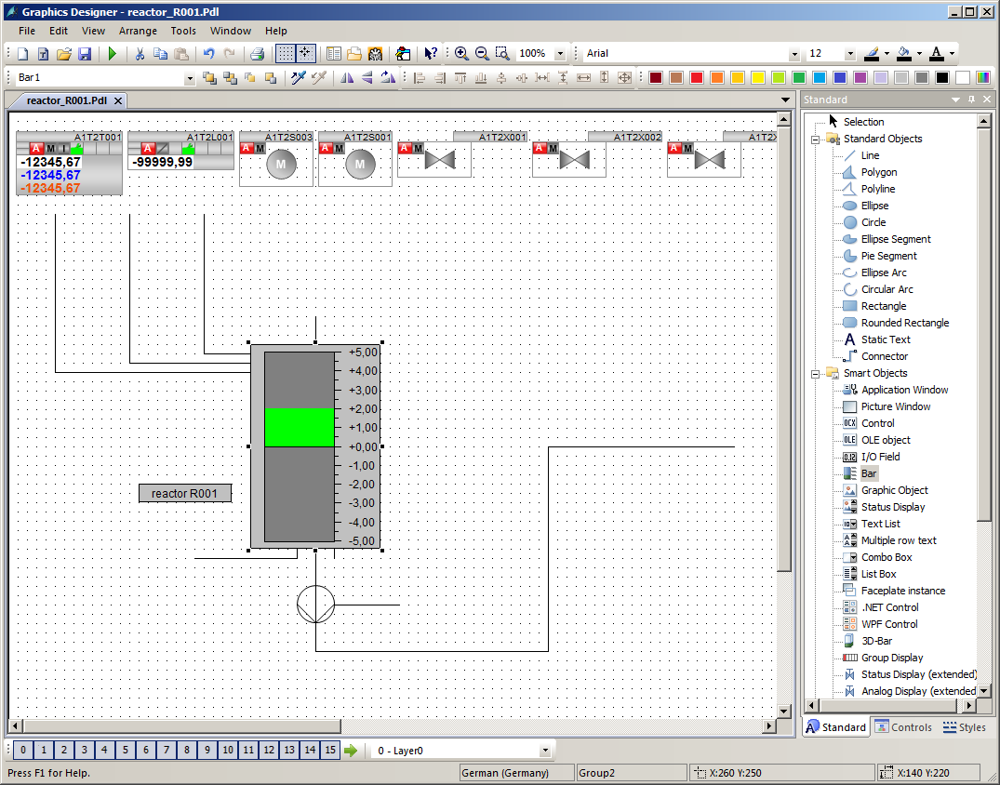 Graphics Designer - reactor_R001.Pdl
File Edit View Arrange Tools Window Help
100% Arial 12
Bar1
reactor_R001.Pdl
Standard
A1T2T001 A1T2L001 A1T2S003 A1T2S001 A1T2X001 A1T2X002 A1T2X
A M I A A M A M A M A M A M
-12345,67 -99999,99 M M
-12345,67
-12345,67
+5,00
+4,00
+3,00
+2,00
+1,00
+0,00
-1,00
-2,00
-3,00
-4,00
-5,00
reactor R001
Selection
Standard Objects
Line
Polygon
Polyline
Ellipse
Circle
Ellipse Segment
Pie Segment
Ellipse Arc
Circular Arc
Rectangle
Rounded Rectangle
A Static Text
Connector
Smart Objects
Application Window
Picture Window
OCX Control
OLE OLE object
0.12 I/O Field
Bar
Graphic Object
Status Display
Text List
Multiple row text
Combo Box
List Box
Faceplate instance
.NET Control
WPF Control
3D-Bar
Group Display
Status Display (extended)
Analog Display (extended
Standard Controls Styles
0 1 2 3 4 5 6 7 8 9 10 11 12 13 14 15 0 - Layer0
Press F1 for Help. German (Germany) Group2 X:260 Y:250 X:140 Y:220